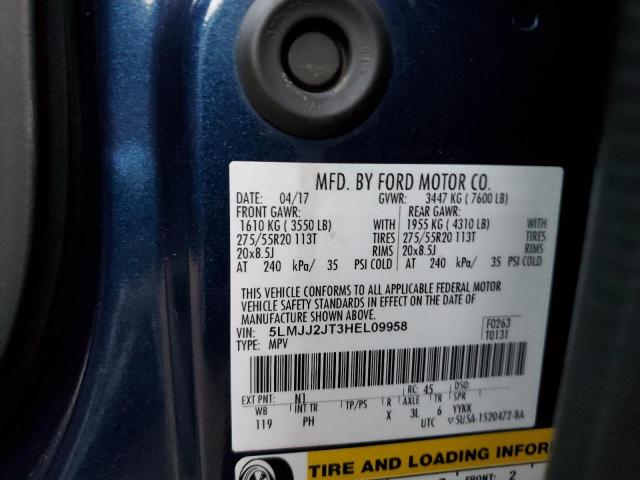 MFD. BY FORD MOTOR CO.
DATE: 04/17 GVWR: 3447 KG ( 7600 LB)
FRONT GAWR: REAR GAWR:
1610 KG ( 3550 LB) WITH 1955 KG ( 4310 LB) WITH
275/55R20 113T TIRES 275/55R20 113T TIRES
20x8.5J RIMS 20x8.5J RIMS
AT 240 kPa/ 35 PSI COLD AT 240 kPa/ 35 PSI COLD
THIS VEHICLE CONFORMS TO ALL APPLICABLE FEDERAL MOTOR
VEHICLE SAFETY STANDARDS IN EFFECT ON THE DATE OF
MANUFACTURE SHOWN ABOVE.
VIN: 5LMJJ2JT3HEL09958 F0263
TYPE: MPV T0131
EXT PNT: N1 RC: 45 DSO:
WB INT TR TP/PS R AXLE TR SPR
119 PH X 3L 6 YYKK
UTC ▽SUSA-1520472-BA
TIRE AND LOADING INFOR
FRONT: 2